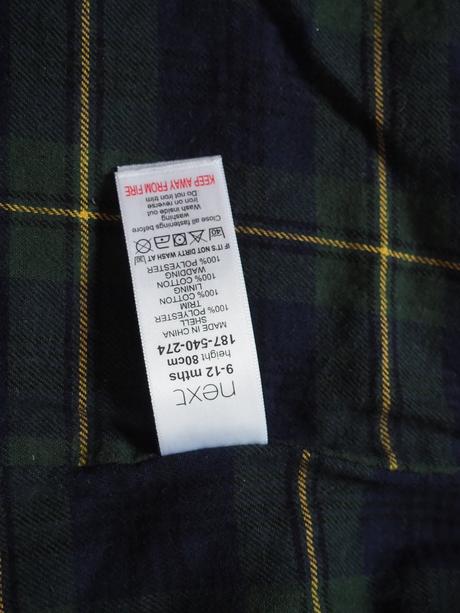 next
9-12 mths
height 80cm
187-540-274
MADE IN CHINA
SHELL
100% POLYESTER
TRIM
100% COTTON
LINING
100% COTTON
WADDING
100% POLYESTER
IF IT'S NOT DIRTY WASH AT 30
40
Close all fastenings before
washing
Wash inside out
Iron on reverse
Do not iron trim
KEEP AWAY FROM FIRE